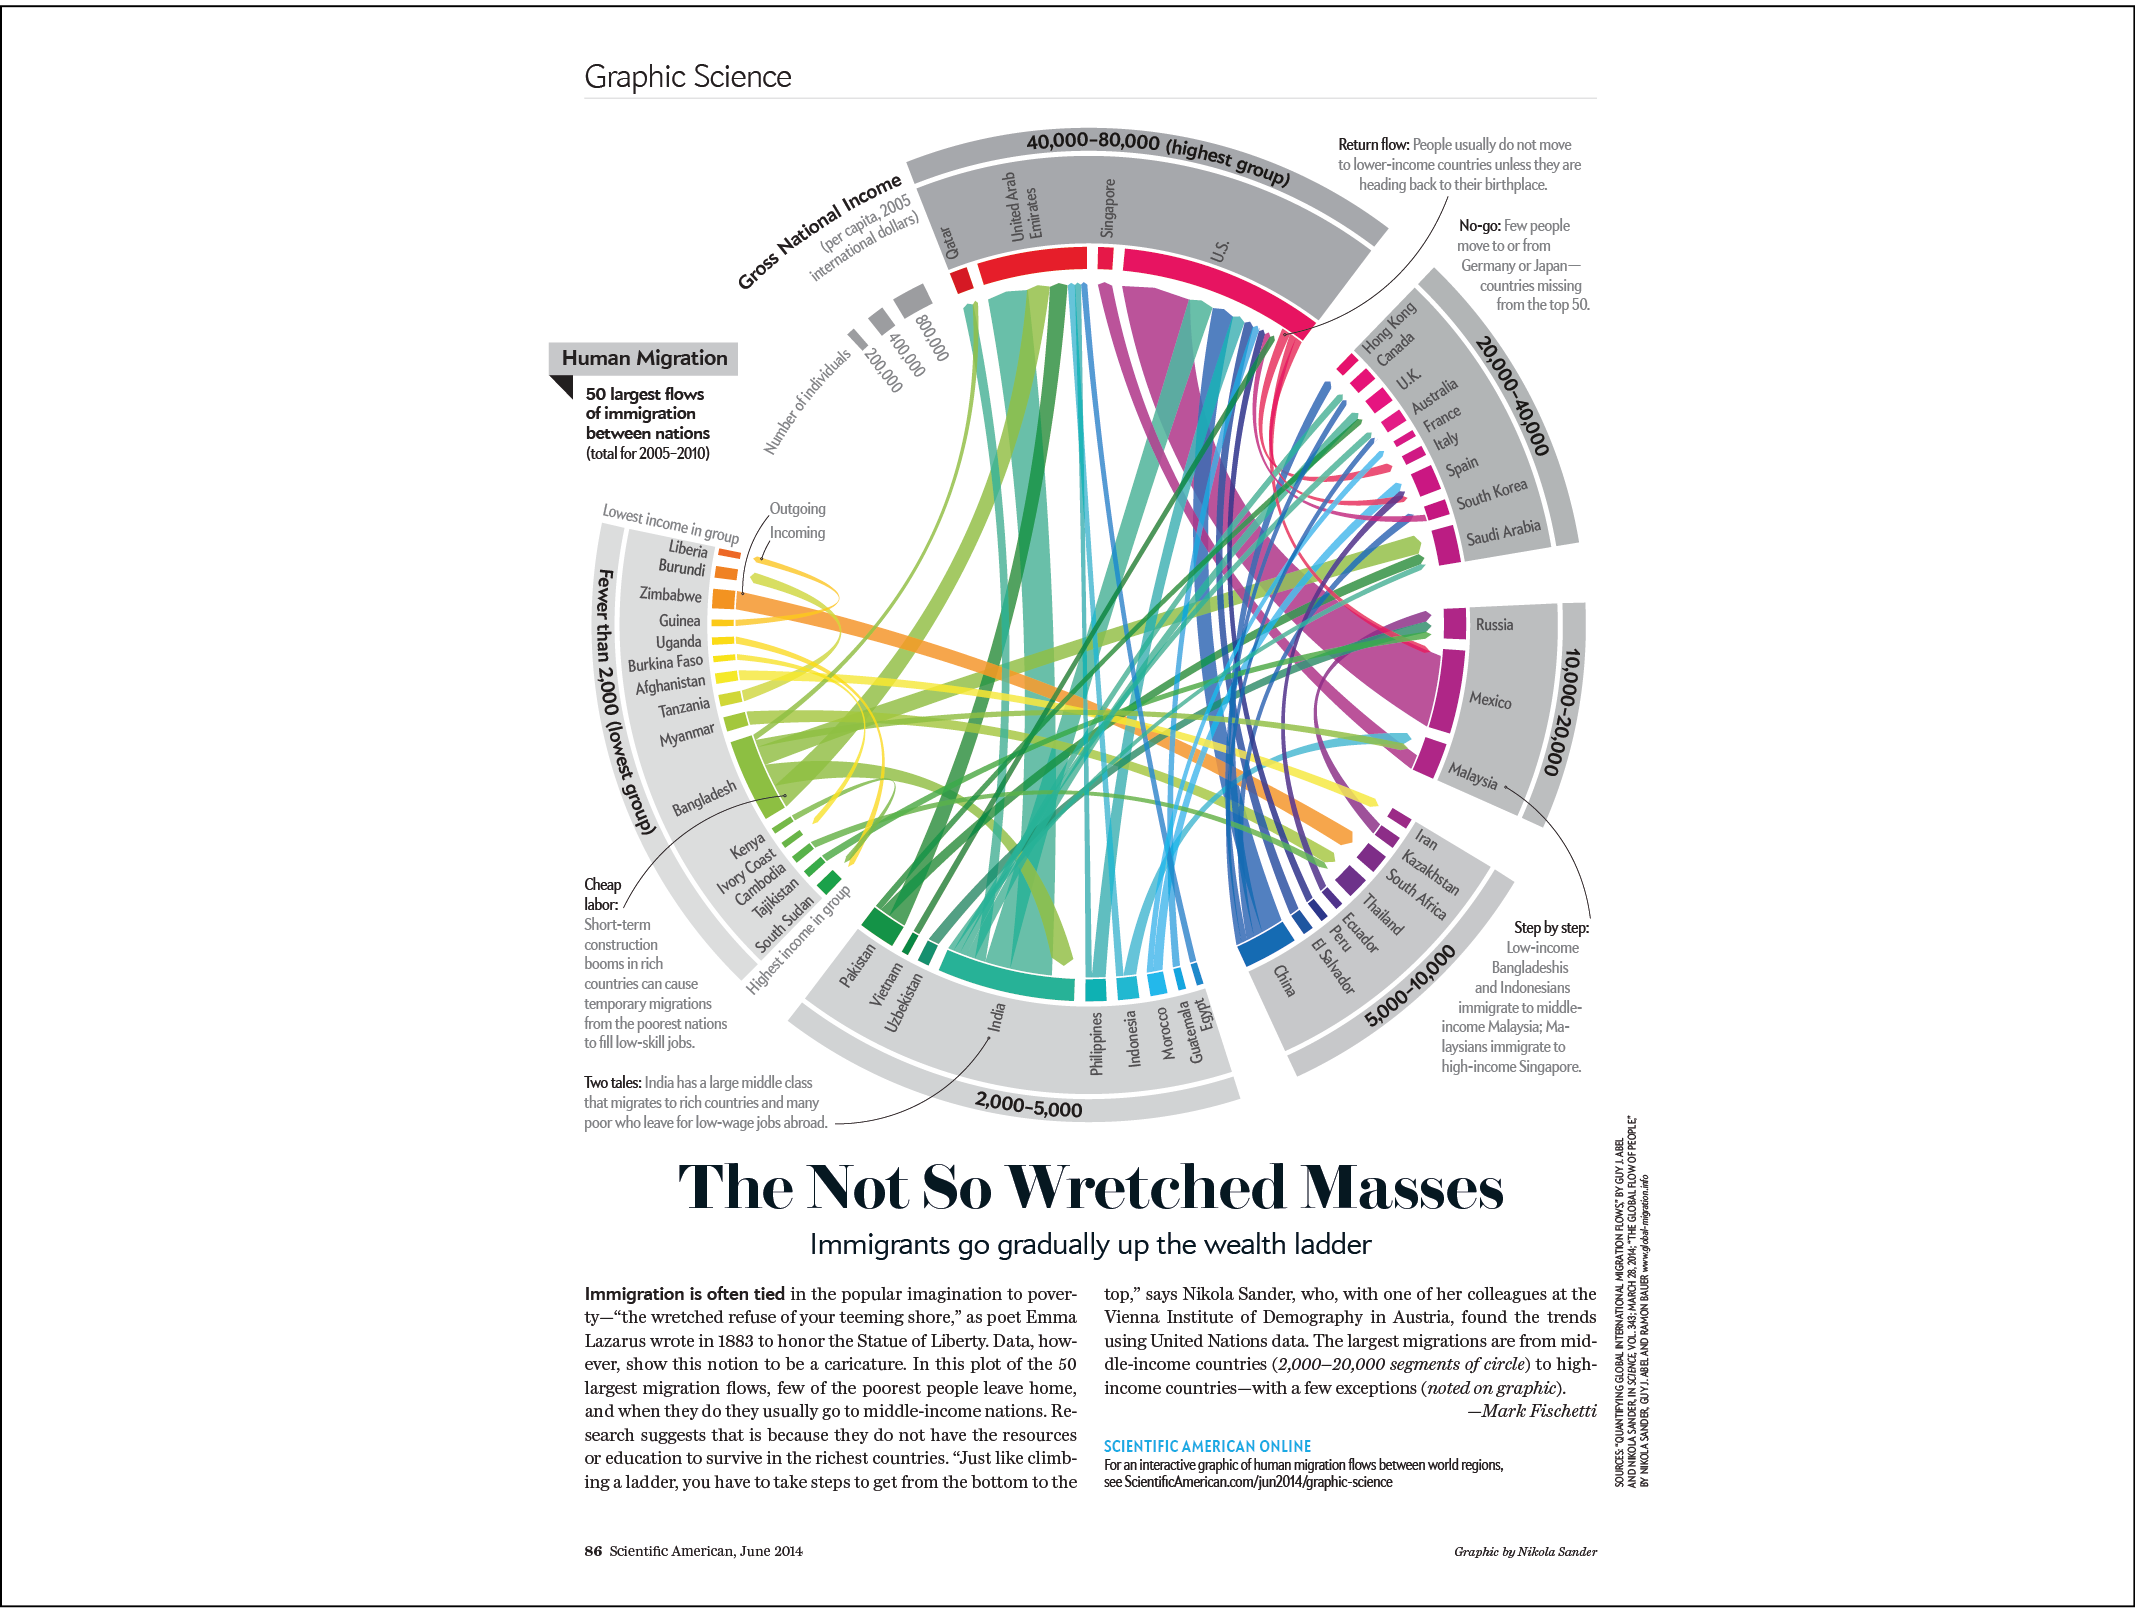 Graphic Science
40,000–80,000 (highest group)
Gross National Income
(per capita, 2005
international dollars)
Qatar
United Arab
Emirates
Singapore
U.S.
Return flow: People usually do not move
to lower-income countries unless they are
heading back to their birthplace.
No-go: Few people
move to or from
Germany or Japan—
countries missing
from the top 50.
Human Migration
50 largest flows
of immigration
between nations
(total for 2005–2010)
Number of individuals
200,000
400,000
800,000
20,000–40,000
Hong Kong
Canada
U.K.
Australia
France
Italy
Spain
South Korea
Saudi Arabia
10,000–20,000
Russia
Mexico
Malaysia
5,000–10,000
Iran
Kazakhstan
South Africa
Thailand
Ecuador
Peru
El Salvador
China
Step by step:
Low-income
Bangladeshis
and Indonesians
immigrate to middle-
income Malaysia; Ma-
laysians immigrate to
high-income Singapore.
Outgoing
Incoming
Lowest income in group
Fewer than 2,000 (lowest group)
Liberia
Burundi
Zimbabwe
Guinea
Uganda
Burkina Faso
Afghanistan
Tanzania
Myanmar
Bangladesh
Kenya
Ivory Coast
Cambodia
Tajikistan
South Sudan
Highest income in group
Cheap
labor:
Short-term
construction
booms in rich
countries can cause
temporary migrations
from the poorest nations
to fill low-skill jobs.
2,000–5,000
Pakistan
Vietnam
Uzbekistan
India
Philippines
Indonesia
Morocco
Guatemala
Egypt
Two tales: India has a large middle class
that migrates to rich countries and many
poor who leave for low-wage jobs abroad.
The Not So Wretched Masses
Immigrants go gradually up the wealth ladder
Immigration is often tied in the popular imagination to pover-
ty—“the wretched refuse of your teeming shore,” as poet Emma
Lazarus wrote in 1883 to honor the Statue of Liberty. Data, how-
ever, show this notion to be a caricature. In this plot of the 50
largest migration flows, few of the poorest people leave home,
and when they do they usually go to middle-income nations. Re-
search suggests that is because they do not have the resources
or education to survive in the richest countries. “Just like climb-
ing a ladder, you have to take steps to get from the bottom to the
top,” says Nikola Sander, who, with one of her colleagues at the
Vienna Institute of Demography in Austria, found the trends
using United Nations data. The largest migrations are from mid-
dle-income countries (2,000–20,000 segments of circle) to high-
income countries—with a few exceptions (noted on graphic).
—Mark Fischetti
SCIENTIFIC AMERICAN ONLINE
For an interactive graphic of human migration flows between world regions,
see ScientificAmerican.com/jun2014/graphic-science
SOURCES: “QUANTIFYING GLOBAL INTERNATIONAL MIGRATION FLOWS,” BY GUY J. ABEL
AND NIKOLA SANDER, IN SCIENCE, VOL. 343; MARCH 28, 2014; “THE GLOBAL FLOW OF PEOPLE,”
BY NIKOLA SANDER, GUY J. ABEL AND RAMON BAUER www.global-migration.info
86 Scientific American, June 2014
Graphic by Nikola Sander